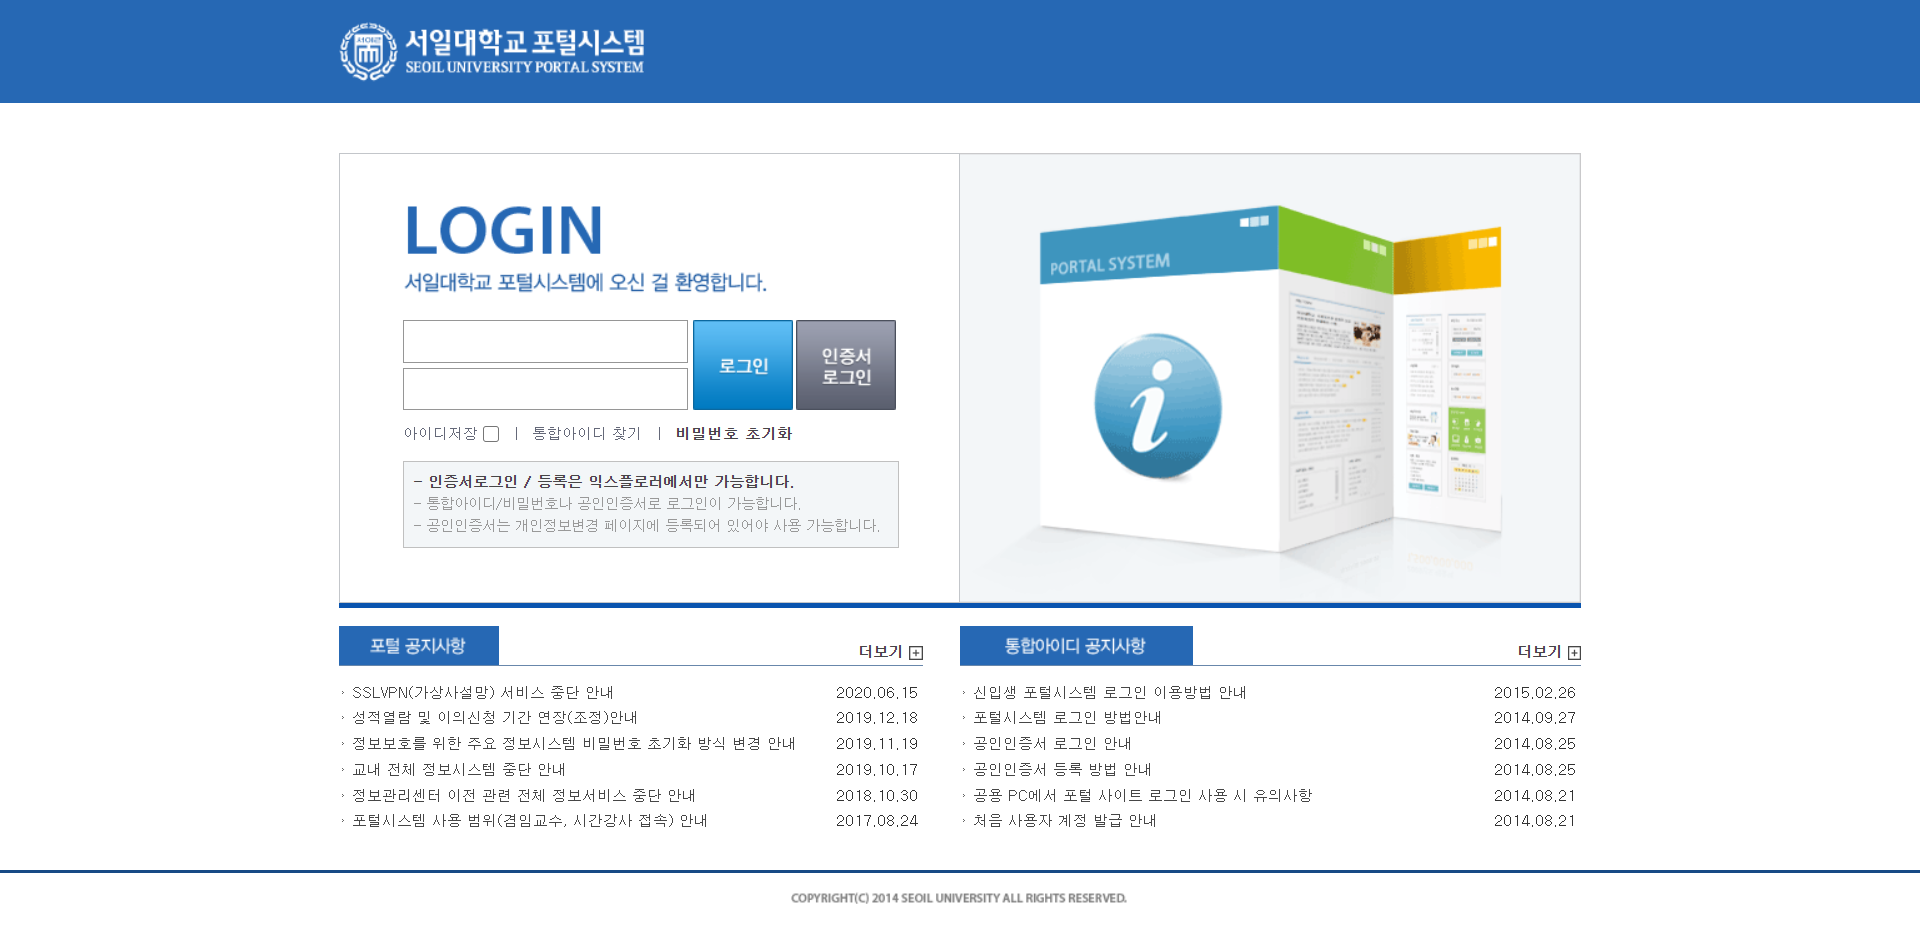 서일대학교 포털시스템
SEOIL UNIVERSITY PORTAL SYSTEM
LOGIN
서일대학교 포털시스템에 오신 걸 환영합니다.
로그인
인증서
로그인
아이디저장 | 통합아이디 찾기 | 비밀번호 초기화
- 인증서로그인 / 등록은 익스플로러에서만 가능합니다.
- 통합아이디/비밀번호나 공인인증서로 로그인이 가능합니다.
- 공인인증서는 개인정보변경 페이지에 등록되어 있어야 사용 가능합니다.
PORTAL SYSTEM
i
포털 공지사항
더보기
SSLVPN(가상사설망) 서비스 중단 안내 2020.06.15
성적열람 및 이의신청 기간 연장(조정)안내 2019.12.18
정보보호를 위한 주요 정보시스템 비밀번호 초기화 방식 변경 안내 2019.11.19
교내 전체 정보시스템 중단 안내 2019.10.17
정보관리센터 이전 관련 전체 정보서비스 중단 안내 2018.10.30
포털시스템 사용 범위(겸임교수, 시간강사 접속) 안내 2017.08.24
통합아이디 공지사항
더보기
신입생 포털시스템 로그인 이용방법 안내 2015.02.26
포털시스템 로그인 방법안내 2014.09.27
공인인증서 로그인 안내 2014.08.25
공인인증서 등록 방법 안내 2014.08.25
공용 PC에서 포털 사이트 로그인 사용 시 유의사항 2014.08.21
처음 사용자 계정 발급 안내 2014.08.21
COPYRIGHT(C) 2014 SEOIL UNIVERSITY ALL RIGHTS RESERVED.